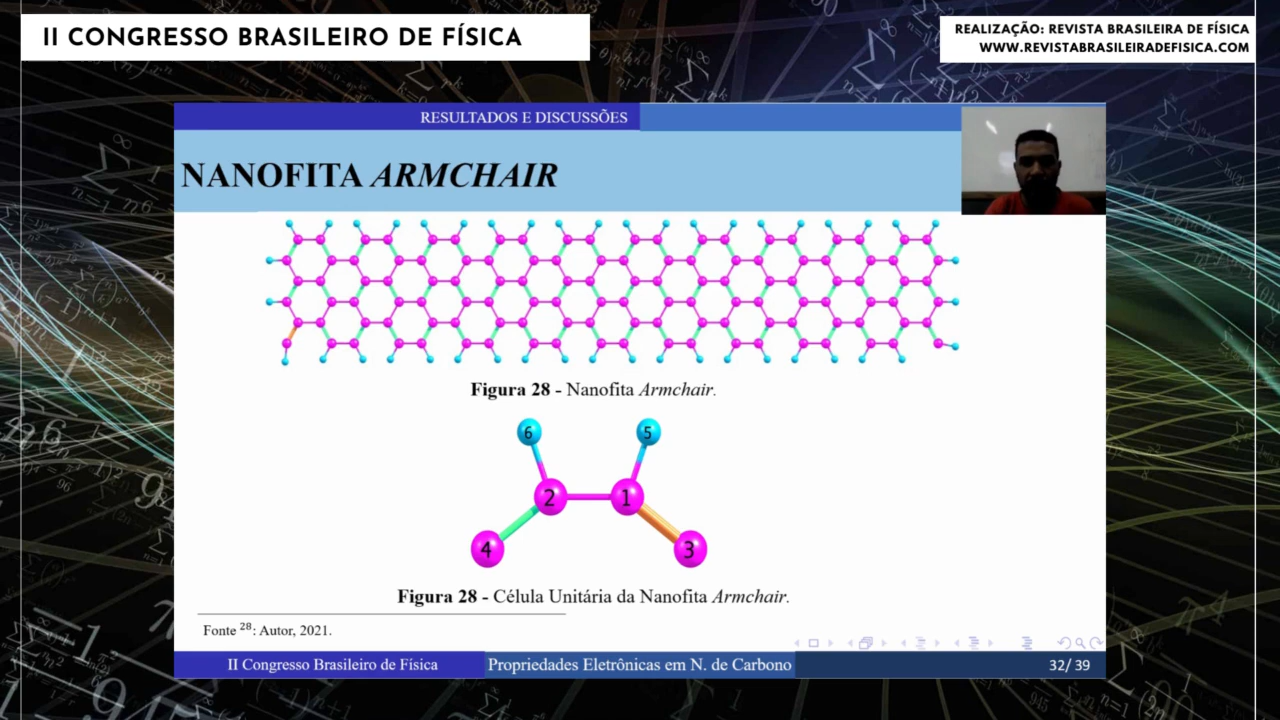 II CONGRESSO BRASILEIRO DE FÍSICA
REALIZAÇÃO: REVISTA BRASILEIRA DE FÍSICA
WWW.REVISTABRASILEIRADEFISICA.COM
RESULTADOS E DISCUSSÕES
NANOFITA ARMCHAIR
Figura 28 - Nanofita Armchair.
6 5
2 1
4 3
Figura 28 - Célula Unitária da Nanofita Armchair.
Fonte 28: Autor, 2021.
II Congresso Brasileiro de Física Propriedades Eletrônicas em N. de Carbono 32/ 39